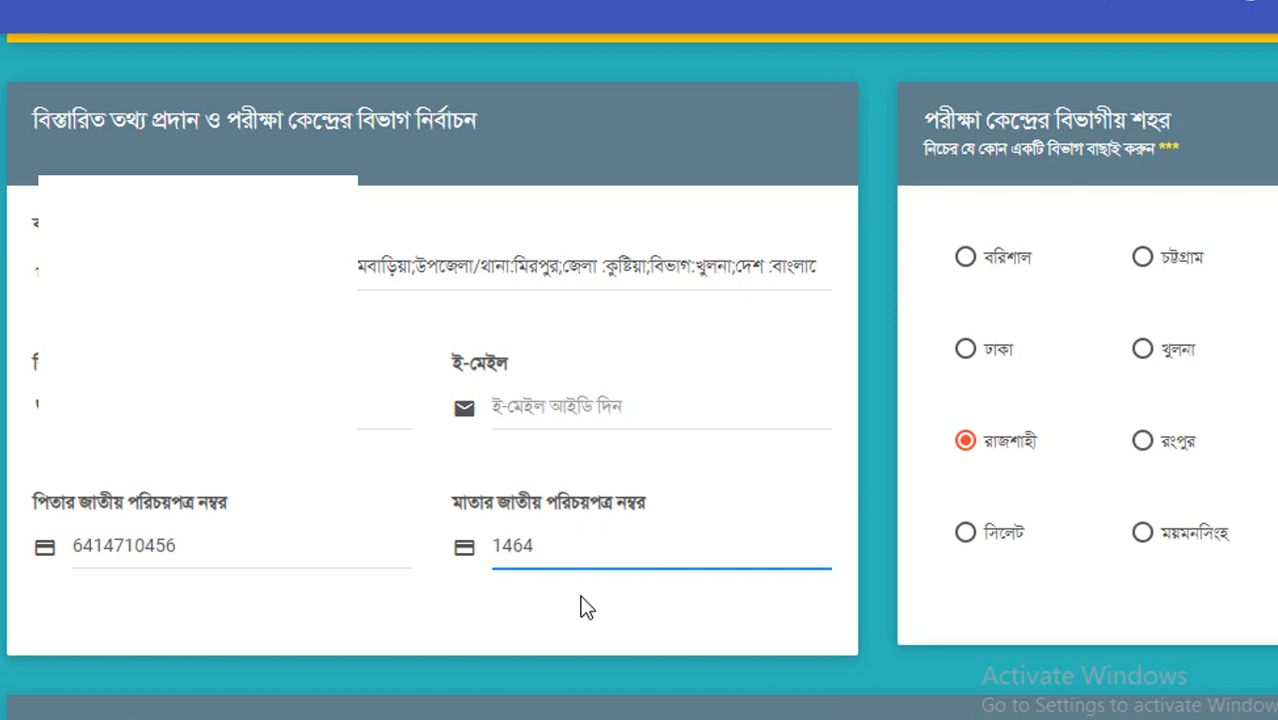 বিস্তারিত তথ্য প্রদান ও পরীক্ষা কেন্দ্রের বিভাগ নির্বাচন
মবাড়িয়া;উপজেলা/থানা:মিরপুর;জেলা :কুষ্টিয়া;বিভাগ:খুলনা;দেশ :বাংলাদে
ই-মেইল
ই-মেইল আইডি দিন
পিতার জাতীয় পরিচয়পত্র নম্বর
মাতার জাতীয় পরিচয়পত্র নম্বর
6414710456
1464
পরীক্ষা কেন্দ্রের বিভাগীয় শহর
নিচের যে কোন একটি বিভাগ বাছাই করুন ***
বরিশাল
চট্টগ্রাম
ঢাকা
খুলনা
রাজশাহী
রংপুর
সিলেট
ময়মনসিংহ
Activate Windows
Go to Settings to activate Window